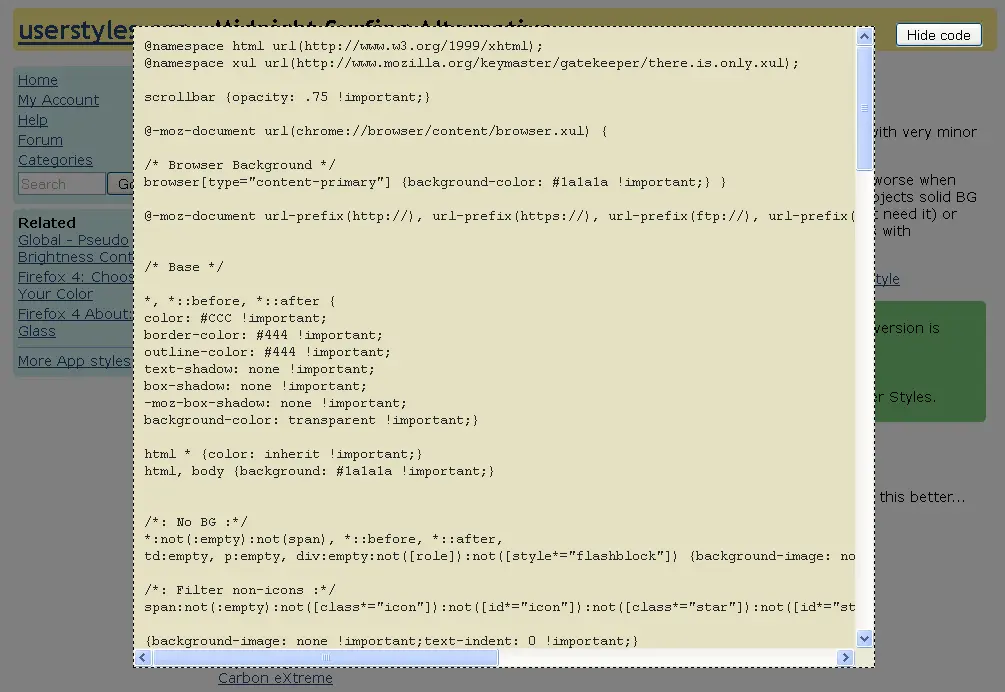 userstyles
Hide code
Home
My Account
Help
Forum
Categories
Search
Go
Related
Global - Pseudo
Brightness Cont
Firefox 4: Choos
Your Color
Firefox 4 About:
Glass
More App styles
@namespace html url(http://www.w3.org/1999/xhtml);
@namespace xul url(http://www.mozilla.org/keymaster/gatekeeper/there.is.only.xul);
scrollbar {opacity: .75 !important;}
@-moz-document url(chrome://browser/content/browser.xul) {
/* Browser Background */
browser[type="content-primary"] {background-color: #1a1a1a !important;} }
@-moz-document url-prefix(http://), url-prefix(https://), url-prefix(ftp://), url-prefix(
/* Base */
*, *::before, *::after {
color: #CCC !important;
border-color: #444 !important;
outline-color: #444 !important;
text-shadow: none !important;
box-shadow: none !important;
-moz-box-shadow: none !important;
background-color: transparent !important;}
html * {color: inherit !important;}
html, body {background: #1a1a1a !important;}
/*: No BG :*/
*:not(:empty):not(span), *::before, *::after,
td:empty, p:empty, div:empty:not([role]):not([style*="flashblock"]) {background-image: no
/*: Filter non-icons :*/
span:not(:empty):not([class*="icon"]):not([id*="icon"]):not([class*="star"]):not([id*="st
{background-image: none !important;text-indent: 0 !important;}
ith very minor
worse when
ojects solid BG
t need it) or
with
tyle
version is
r Styles.
this better...
Carbon eXtreme